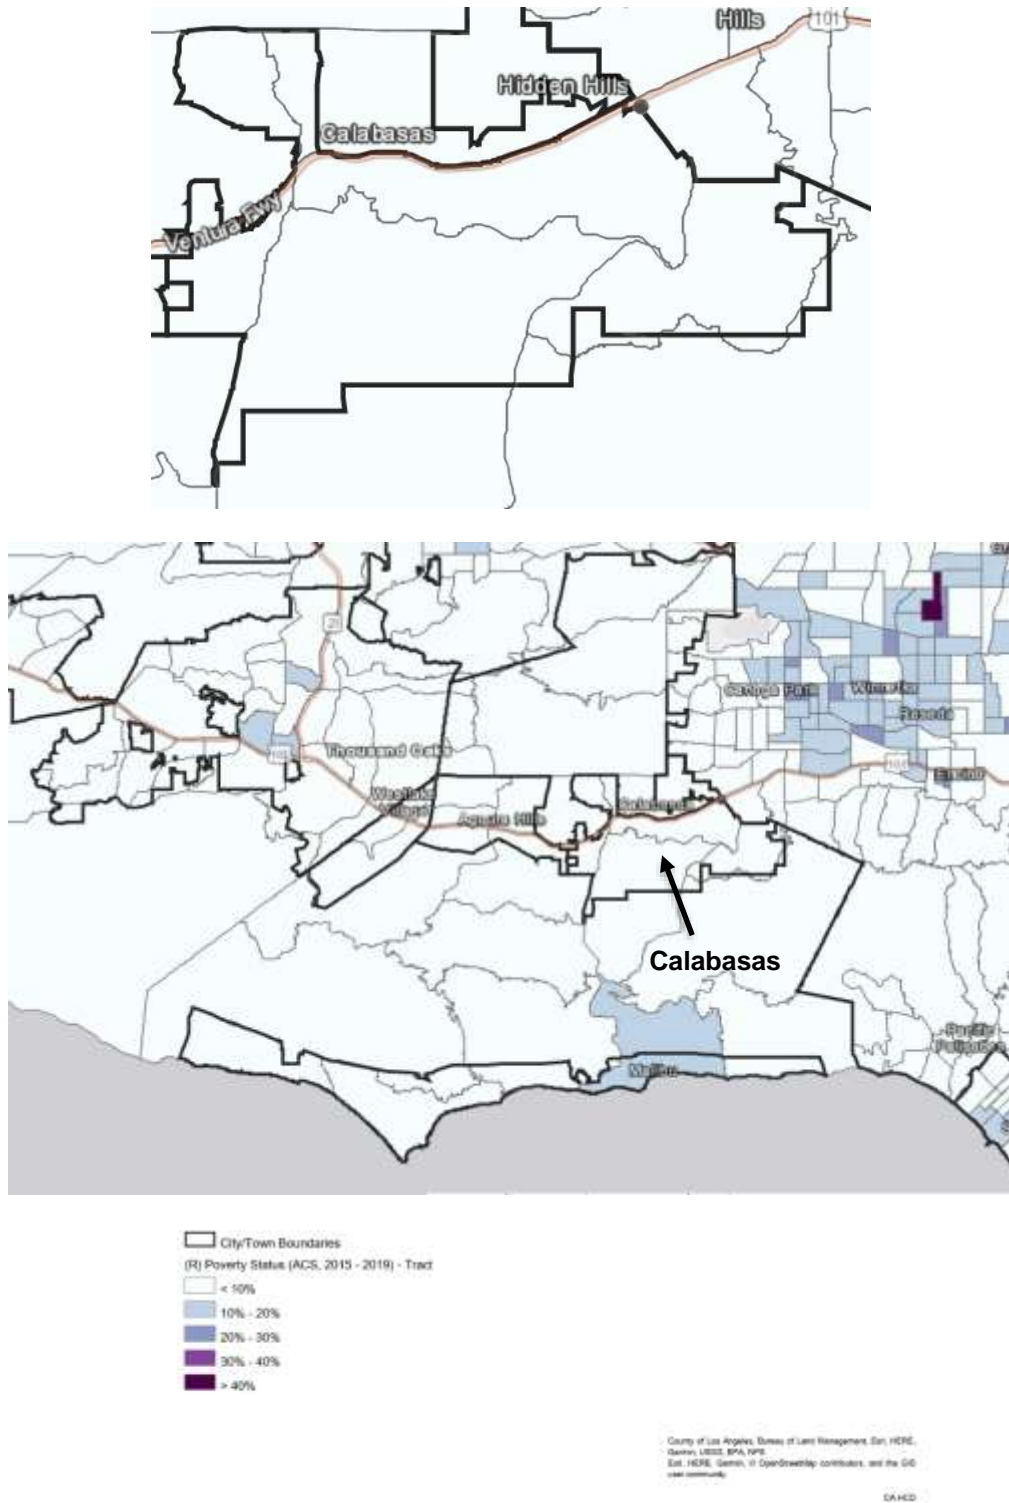 Hills
101
Hidden Hills
Calabasas
Ventura Fwy
23
Canoga Park
Winnetka
Reseda
101
Thousand Oaks
101
Encino
Westlake
Village
Calabasas
Agoura Hills
Calabasas
Pacific
Palisades
Malibu
City/Town Boundaries
(R) Poverty Status (ACS, 2015 - 2019) - Tract
< 10%
10% - 20%
20% - 30%
30% - 40%
> 40%
County of Los Angeles, Bureau of Land Management, Esri, HERE,
Garmin, USGS, EPA, NPS
Esri, HERE, Garmin, © OpenStreetMap contributors, and the GIS
user community
CA HCD